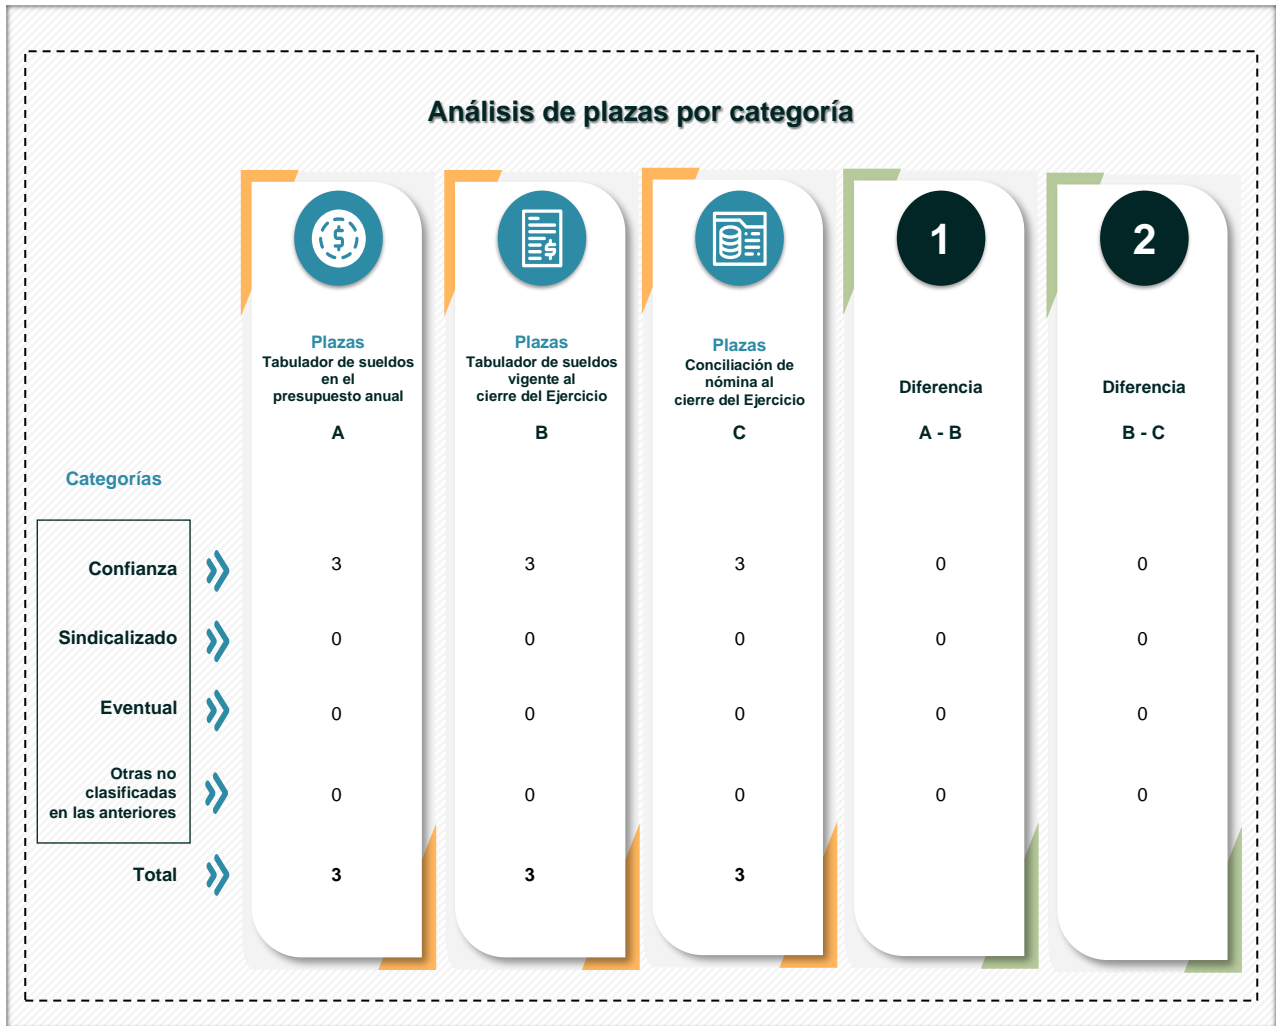 Análisis de plazas por categoría
1
2
Plazas
Tabulador de sueldos
en el
presupuesto anual
A
Plazas
Tabulador de sueldos
vigente al
cierre del Ejercicio
B
Plazas
Conciliación de
nómina al
cierre del Ejercicio
C
Diferencia
A - B
Diferencia
B - C
Categorías
Confianza 3 3 3 0 0
Sindicalizado 0 0 0 0 0
Eventual 0 0 0 0 0
Otras no
clasificadas
en las anteriores 0 0 0 0 0
Total 3 3 3